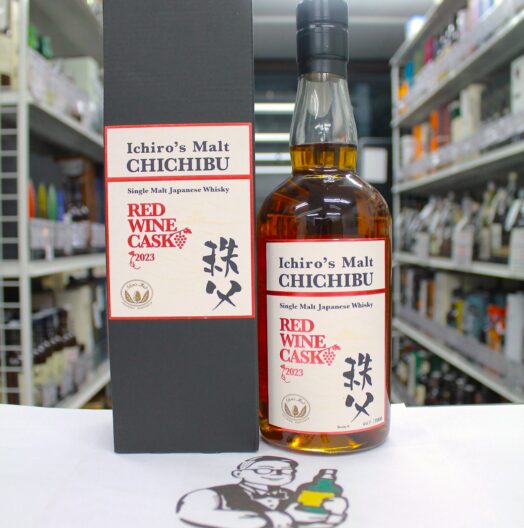 Ichiro's Malt
CHICHIBU
Single Malt Japanese Whisky
RED
WINE
CASK
2023
秩父
Ichiro's Malt
CHICHIBU
Single Malt Japanese Whisky
RED
WINE
CASK
2023
秩父